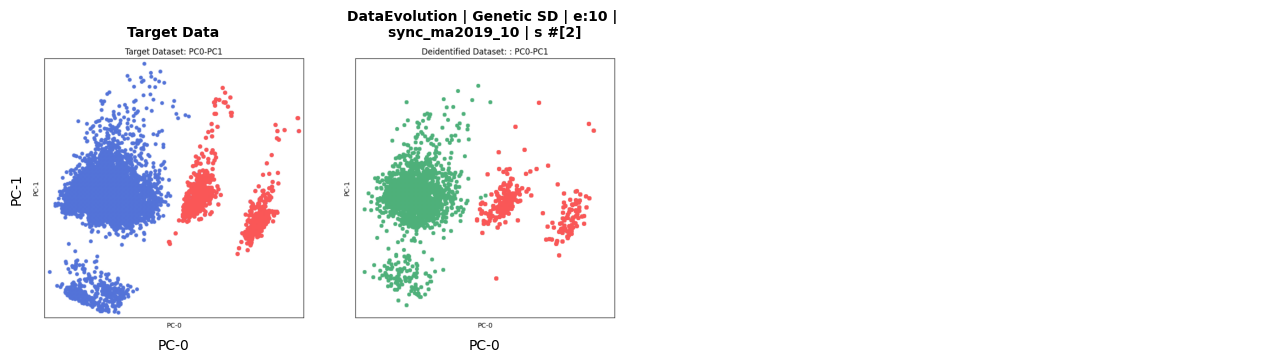 Target Data
Target Dataset: PC0-PC1
PC-1
PC-1
PC-0
PC-0
DataEvolution | Genetic SD | e:10 |
sync_ma2019_10 | s #[2]
Deidentified Dataset: : PC0-PC1
PC-1
PC-0
PC-0